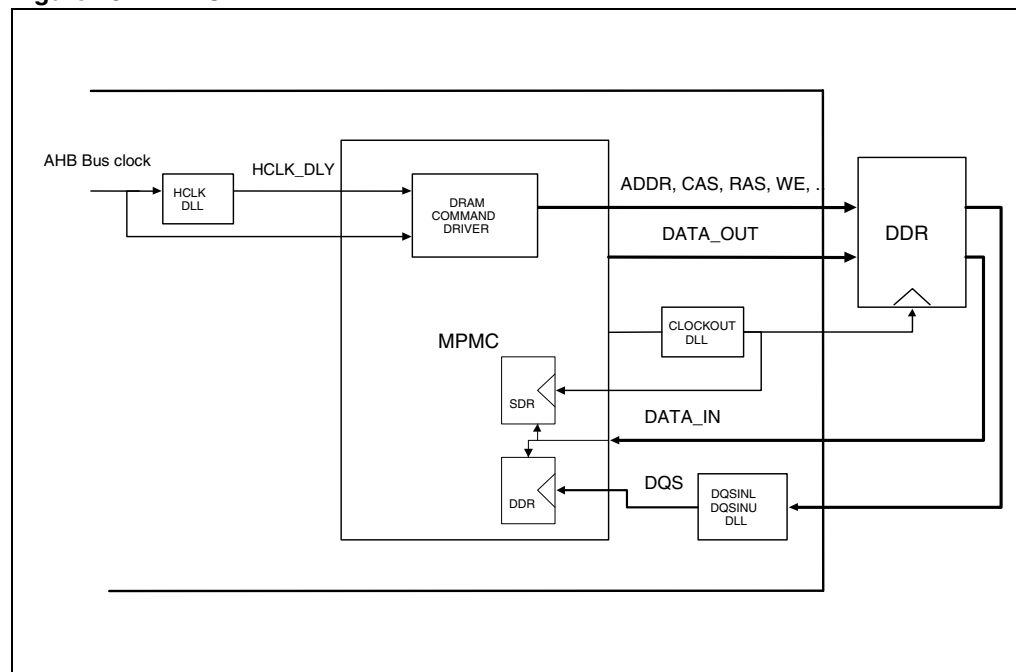 AHB Bus clock
HCLK
DLL
HCLK_DLY
DRAM
COMMAND
DRIVER
ADDR, CAS, RAS, WE, ..
DATA_OUT
DDR
CLOCKOUT
DLL
MPMC
SDR
DATA_IN
DDR
DQS
DQSINL
DQSINU
DLL